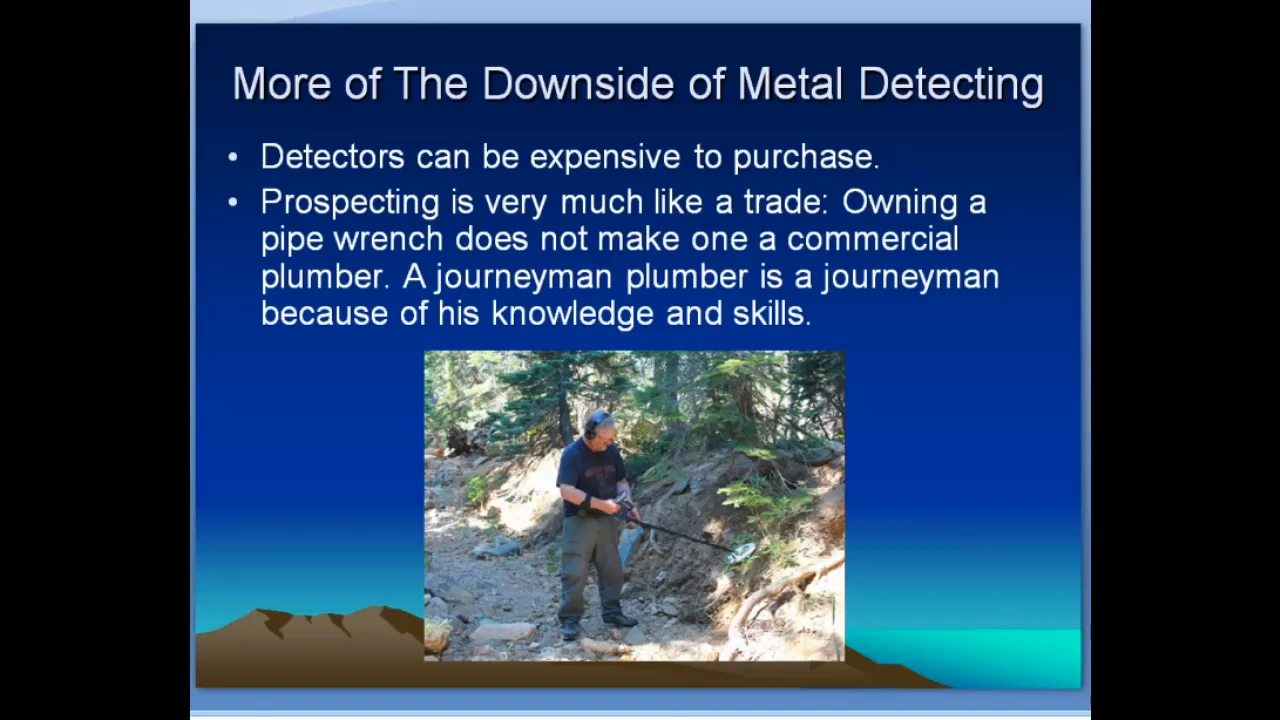 More of The Downside of Metal Detecting
• Detectors can be expensive to purchase.
• Prospecting is very much like a trade: Owning a
pipe wrench does not make one a commercial
plumber. A journeyman plumber is a journeyman
because of his knowledge and skills.